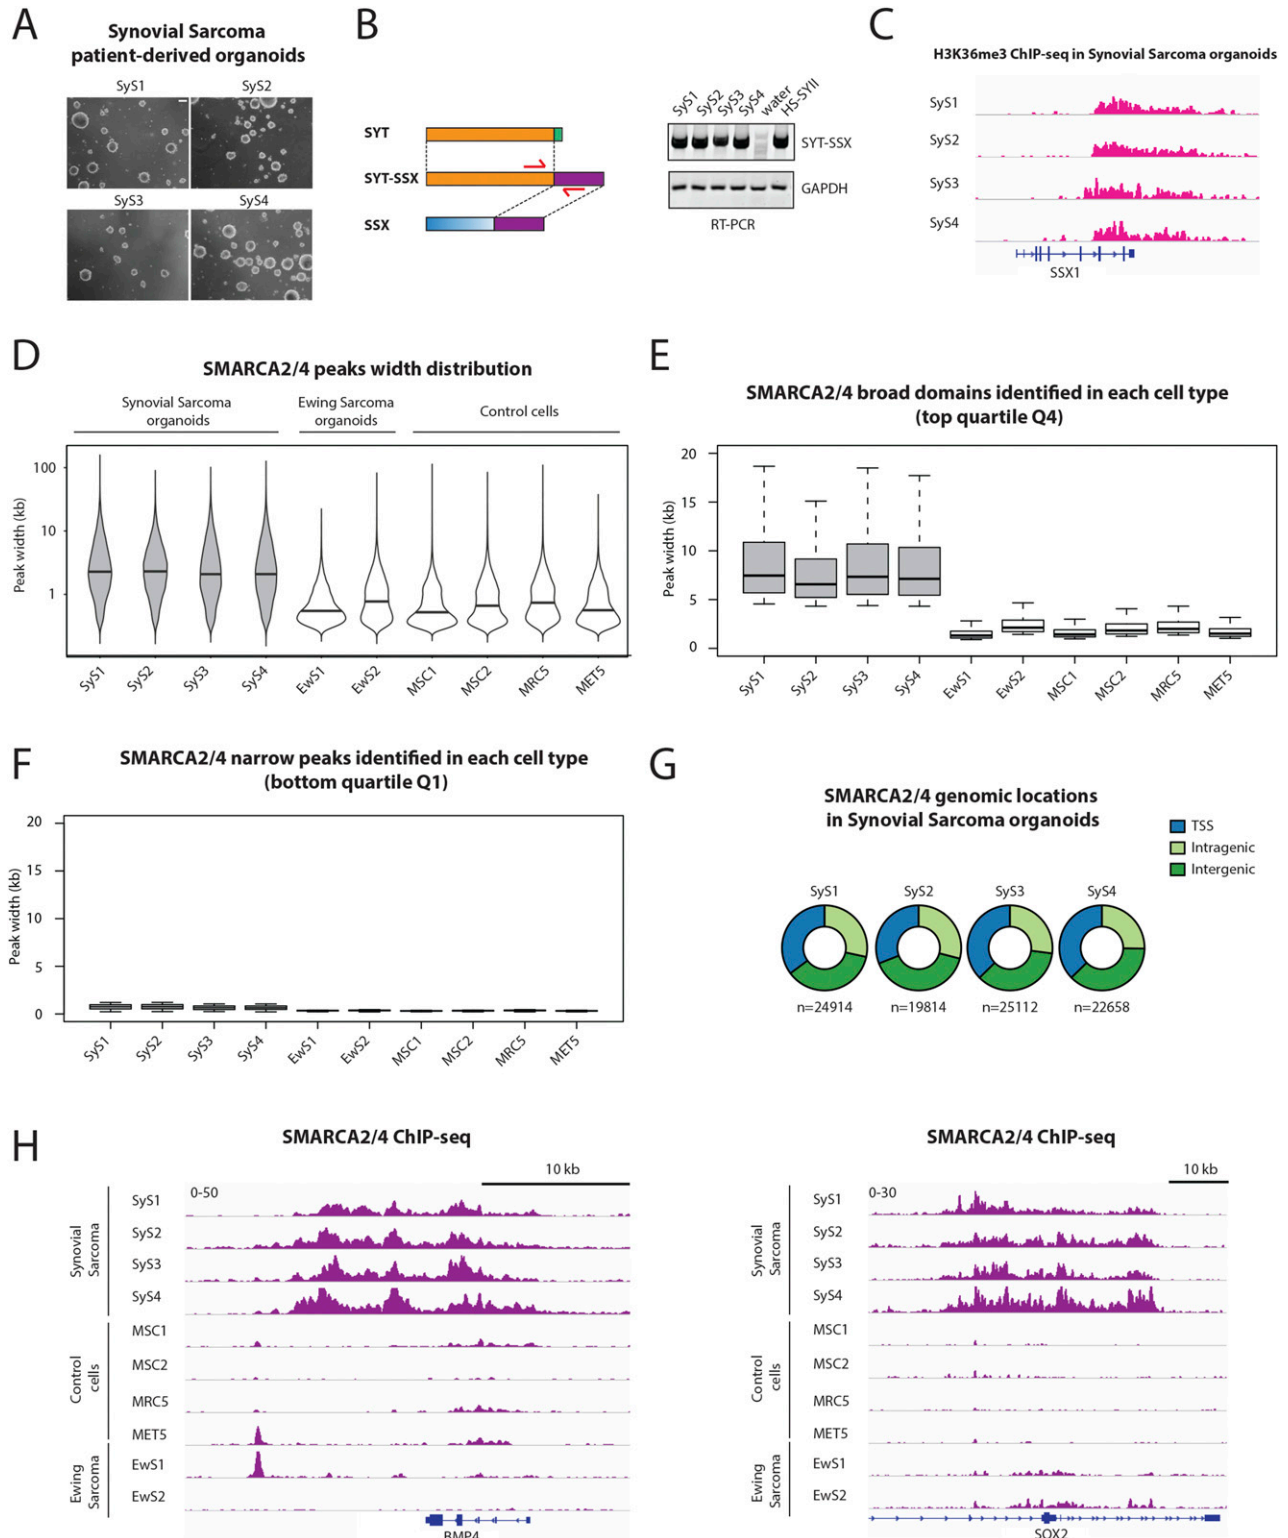 A
Synovial Sarcoma
patient-derived organoids
SyS1
SyS2
SyS3
SyS4
B
SYT
SYT-SSX
SSX
SyS1
SyS2
SyS3
SyS4
water
HS-SYII
SYT-SSX
GAPDH
RT-PCR
C
H3K36me3 ChIP-seq in Synovial Sarcoma organoids
SyS1
SyS2
SyS3
SyS4
SSX1
D
SMARCA2/4 peaks width distribution
Synovial Sarcoma
organoids
Ewing Sarcoma
organoids
Control cells
Peak width (kb)
100
10
1
SyS1
SyS2
SyS3
SyS4
EwS1
EwS2
MSC1
MSC2
MRC5
MET5
E
SMARCA2/4 broad domains identified in each cell type
(top quartile Q4)
Peak width (kb)
20
15
10
5
0
SyS1
SyS2
SyS3
SyS4
EwS1
EwS2
MSC1
MSC2
MRC5
MET5
F
SMARCA2/4 narrow peaks identified in each cell type
(bottom quartile Q1)
Peak width (kb)
20
15
10
5
0
SyS1
SyS2
SyS3
SyS4
EwS1
EwS2
MSC1
MSC2
MRC5
MET5
G
SMARCA2/4 genomic locations
in Synovial Sarcoma organoids
TSS
Intragenic
Intergenic
SyS1
SyS2
SyS3
SyS4
n=24914
n=19814
n=25112
n=22658
H
SMARCA2/4 ChIP-seq
10 kb
0-50
Synovial
Sarcoma
SyS1
SyS2
SyS3
SyS4
Control
cells
MSC1
MSC2
MRC5
MET5
Ewing
Sarcoma
EwS1
EwS2
BMP4
SMARCA2/4 ChIP-seq
10 kb
0-30
Synovial
Sarcoma
SyS1
SyS2
SyS3
SyS4
Control
cells
MSC1
MSC2
MRC5
MET5
Ewing
Sarcoma
EwS1
EwS2
SOX2